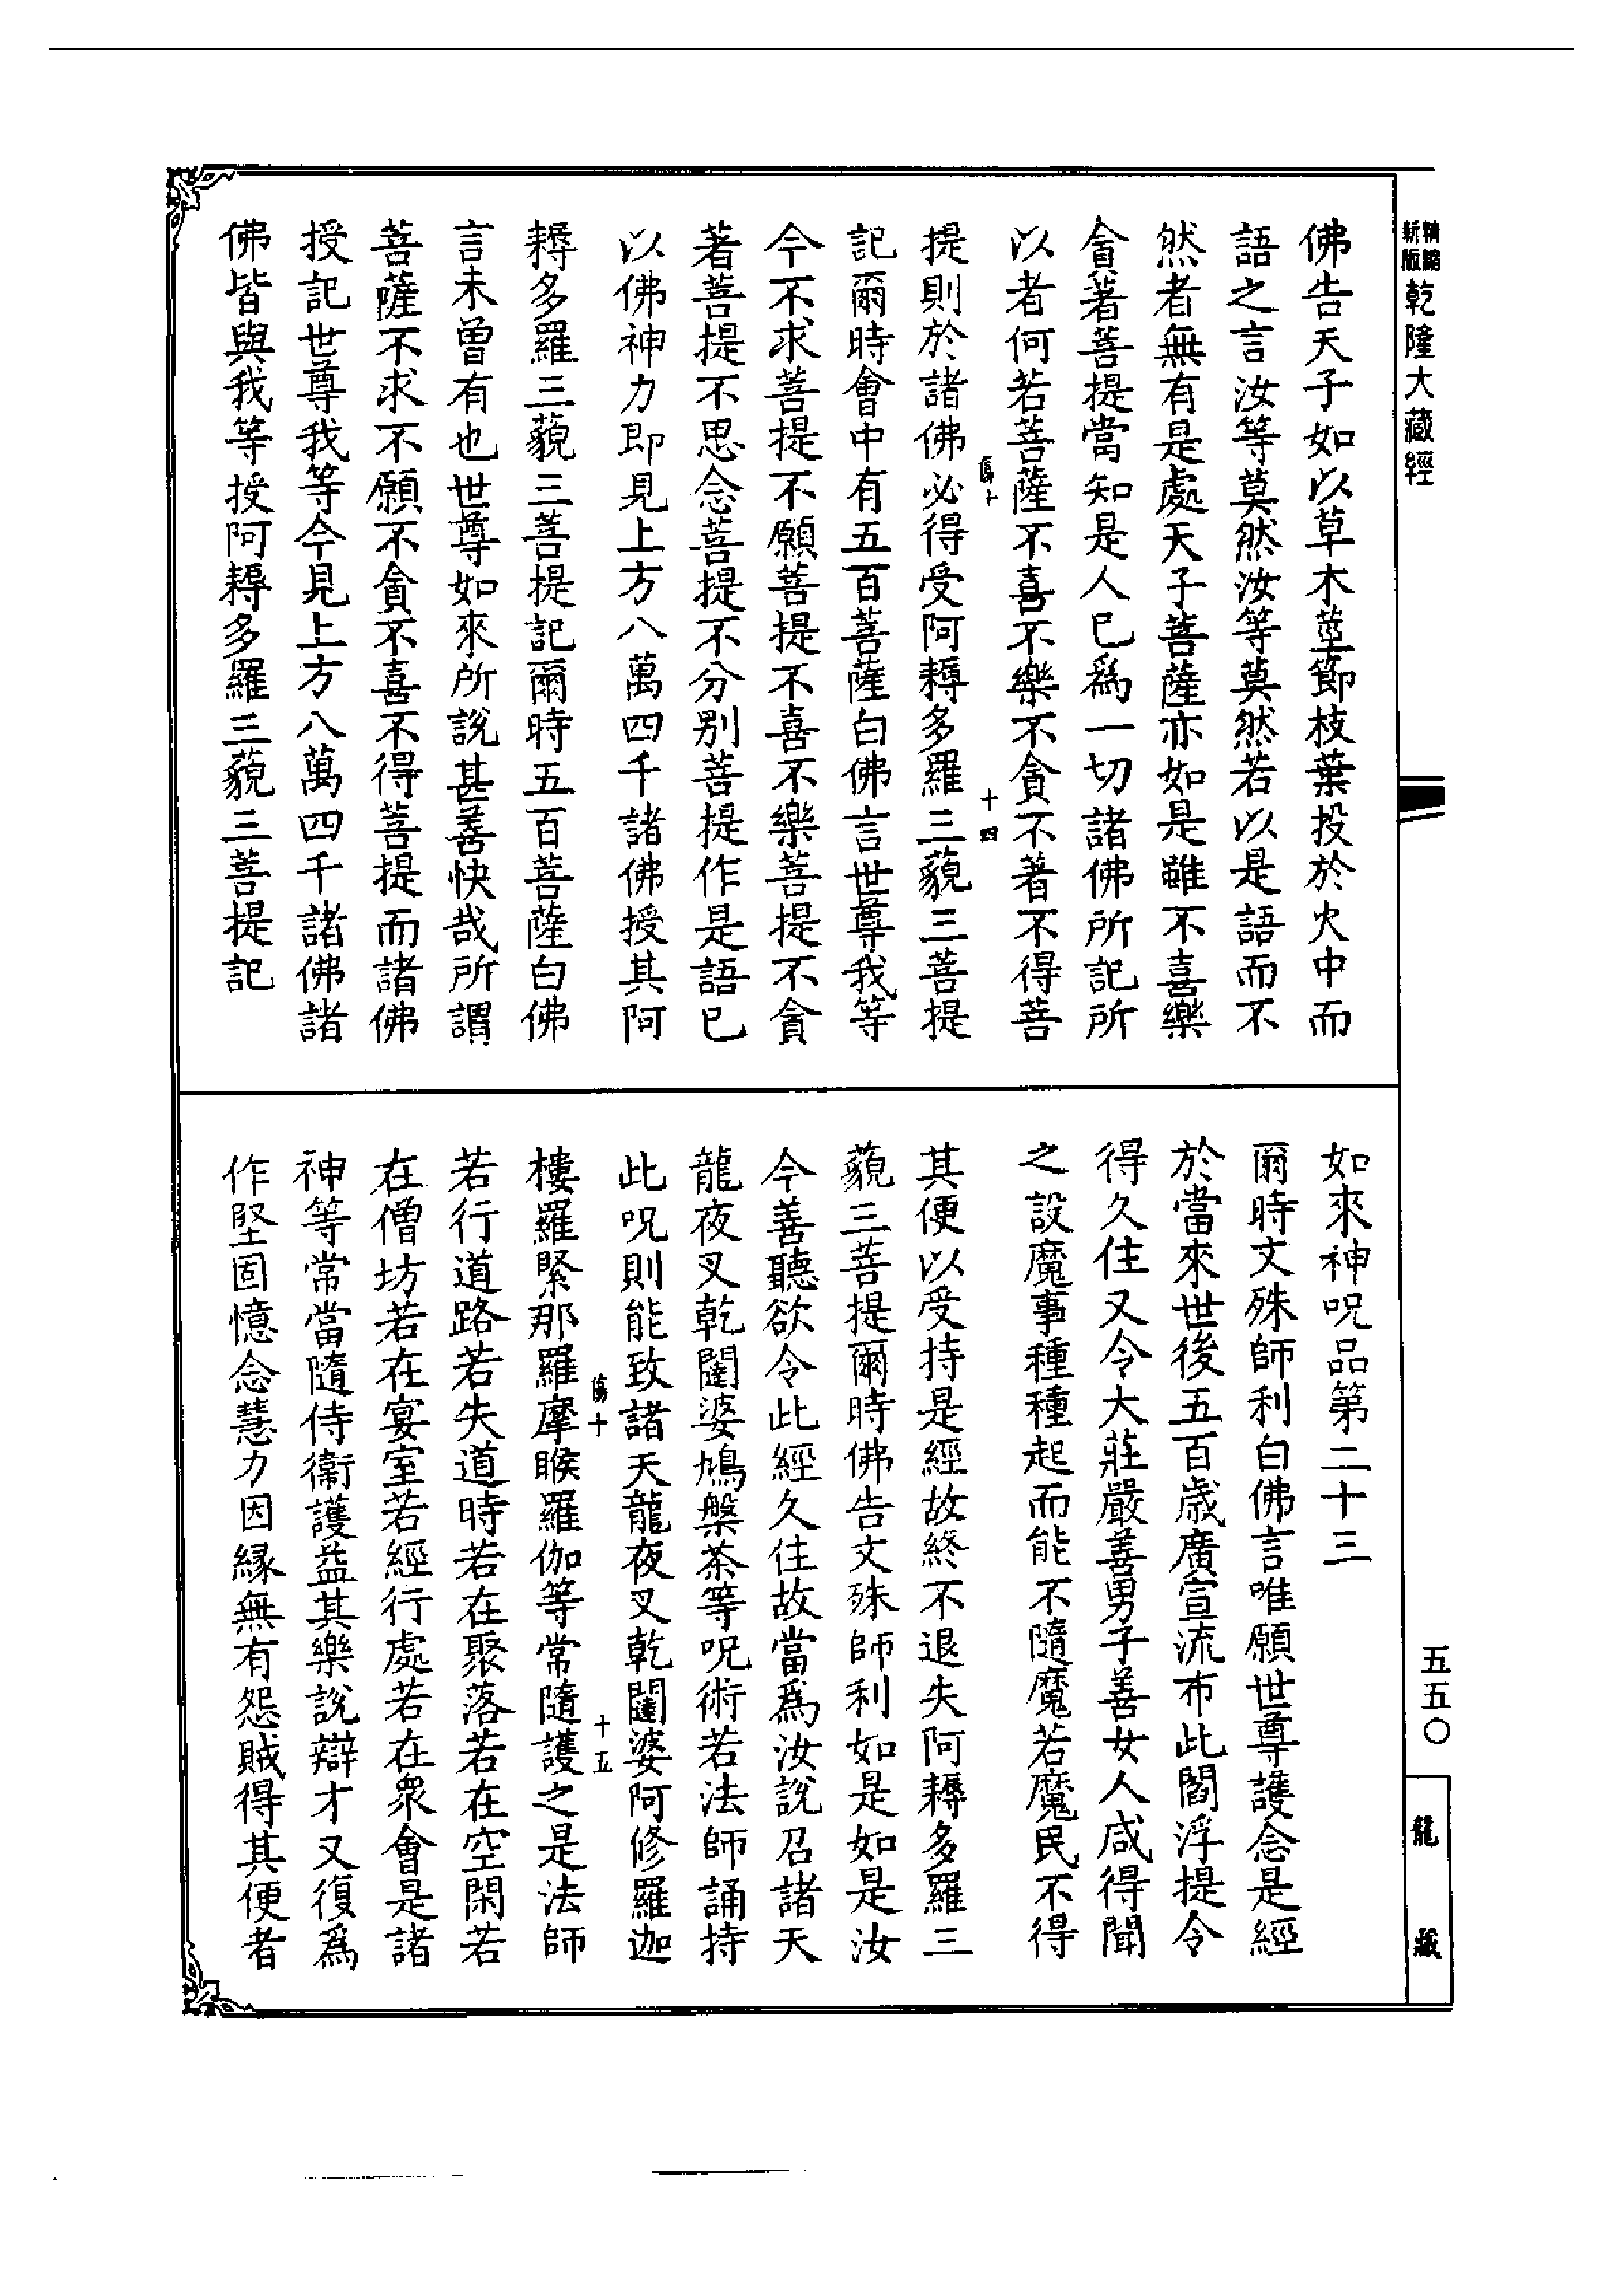 精縮新版乾隆大藏經
佛告天子如以草木莖節枝葉投於火中而
語之言汝等莫然汝等莫然若以是語而不
然者無有是處天子菩薩亦如是雖不喜樂
貪著菩提當知是人已爲一切諸佛所記所
以者何若菩薩不喜不樂不貪不著不得菩
十四
提則於諸佛必得受阿耨多羅三藐三菩提
記爾時會中有五百菩薩白佛言世尊我等
今不求菩提不願菩提不喜不樂菩提不貪
著菩提不思念菩提不分別菩提作是語已
以佛神力即見上方八萬四千諸佛授其阿
耨多羅三藐三菩提記爾時五百菩薩白佛
言未曾有也世尊如來所說甚善快哉所謂
菩薩不求不願不貪不喜不得菩提而諸佛
授記世尊我等今見上方八萬四千諸佛諸
佛皆與我等授阿耨多羅三藐三菩提記
如來神呪品第二十三
爾時文殊師利白佛言唯願世尊護念是經
於當來世後五百歲廣宣流布此閻浮提令
得久住又令大莊嚴善男子善女人咸得聞
之設魔事種種起而能不隨魔若魔民不得
其便以受持是經故終不退失阿耨多羅三
藐三菩提爾時佛告文殊師利如是如是汝
今善聽欲令此經久住故當爲汝說召諸天
龍夜叉乾闥婆鳩槃茶等呪術若法師誦持
此呪則能致諸天龍夜叉乾闥婆阿修羅迦
十五
樓羅緊那羅摩睺羅伽等常隨護之是法師
若行道路若失道時若在聚落若在空閑若
在僧坊若在宴室若經行處若在衆會是諸
神等常當隨侍衞護益其樂說辯才又復爲
作堅固憶念慧力因緣無有怨賊得其便者
五五〇
龍藏